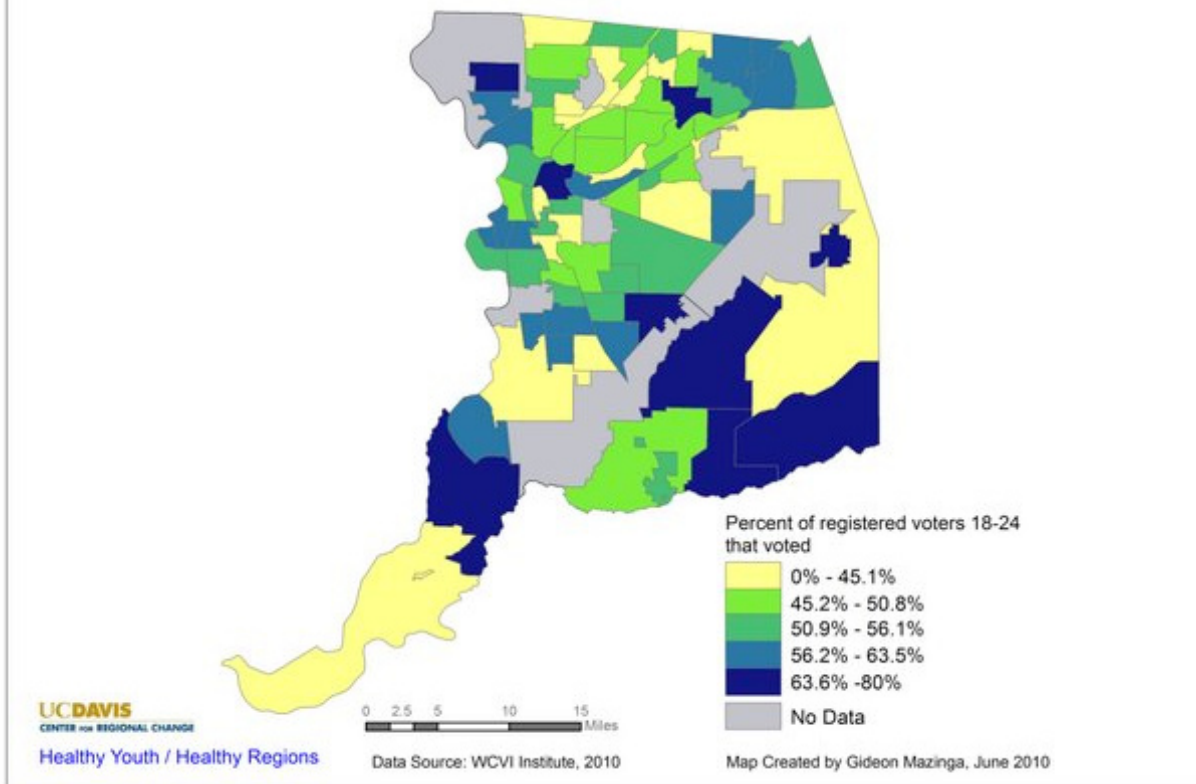 Percent of registered voters 18-24
that voted
0% - 45.1%
45.2% - 50.8%
50.9% - 56.1%
56.2% - 63.5%
63.6% -80%
No Data
UCDAVIS
CENTER FOR REGIONAL CHANGE
Healthy Youth / Healthy Regions
0 2.5 5 10 15
Miles
Data Source: WCVI Institute, 2010
Map Created by Gideon Mazinga, June 2010